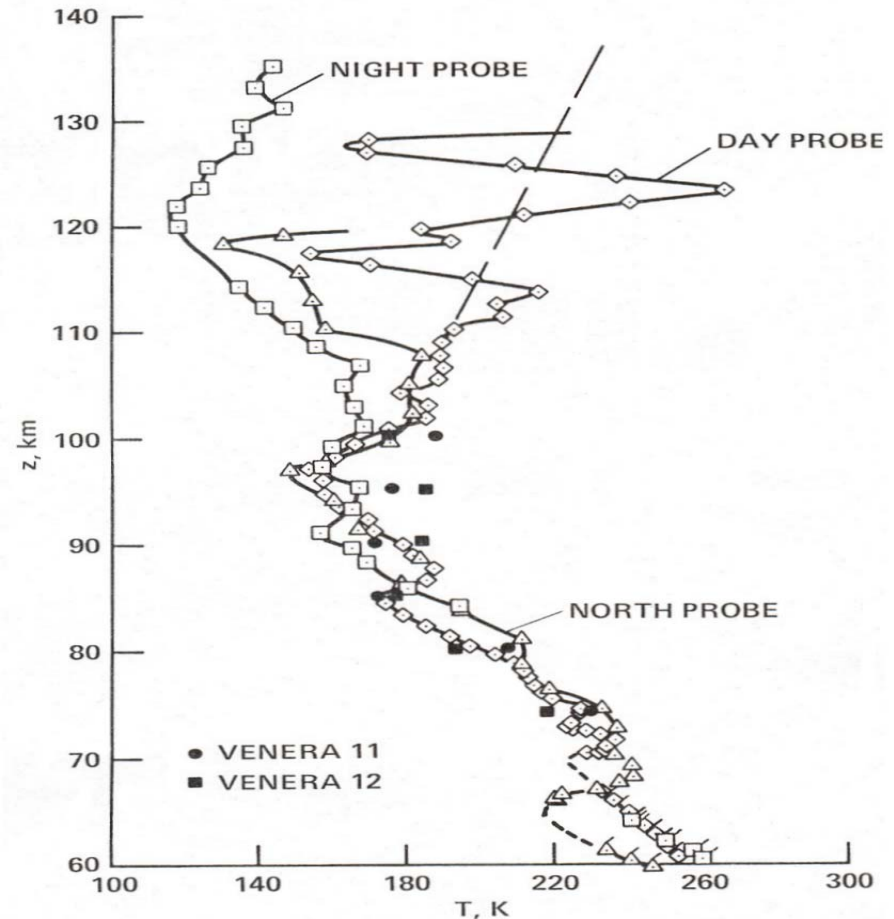 140
NIGHT PROBE
130
DAY PROBE
120
110
z, km
100
90
NORTH PROBE
80
VENERA 11
70
VENERA 12
60
100 140 180 220 260 300
T, K